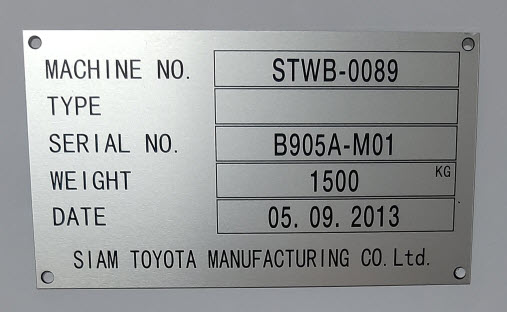 MACHINE NO. STWB-0089
TYPE
SERIAL NO. B905A-M01
WEIGHT 1500 KG
DATE 05. 09. 2013
SIAM TOYOTA MANUFACTURING CO. Ltd.